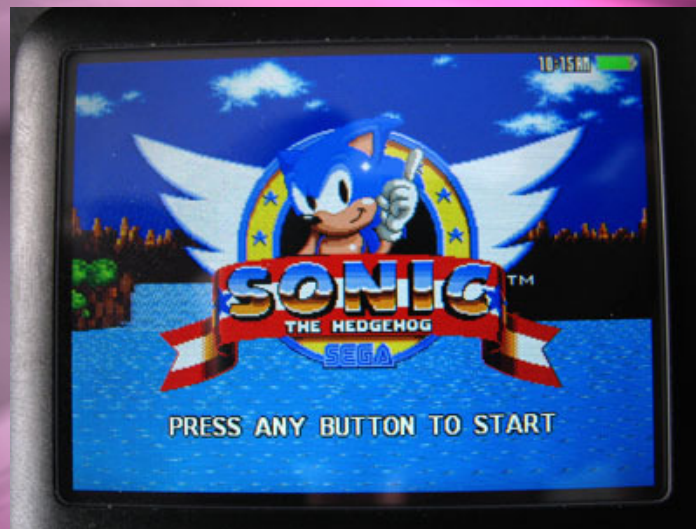 10:15AM
SONIC TM
THE HEDGEHOG
SEGA
PRESS ANY BUTTON TO START